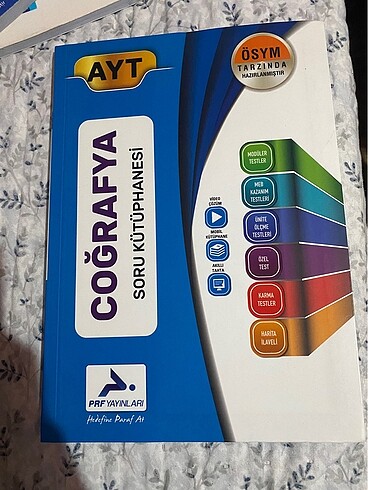 AYT
ÖSYM
TARZINDA
HAZIRLANMIŞTIR
COĞRAFYA
SORU KÜTÜPHANESİ
MODÜLER
TESTLER
MEB
KAZANIM
TESTLERİ
ÜNİTE
ÖLÇME
TESTLERİ
ÖZEL
TEST
KARMA
TESTLER
HARİTA
İLAVELİ
VİDEO
ÇÖZÜM
MOBİL
KÜTÜPHANE
AKILLI
TAHTA
PRF YAYINLARI
Hedefine Paraf At